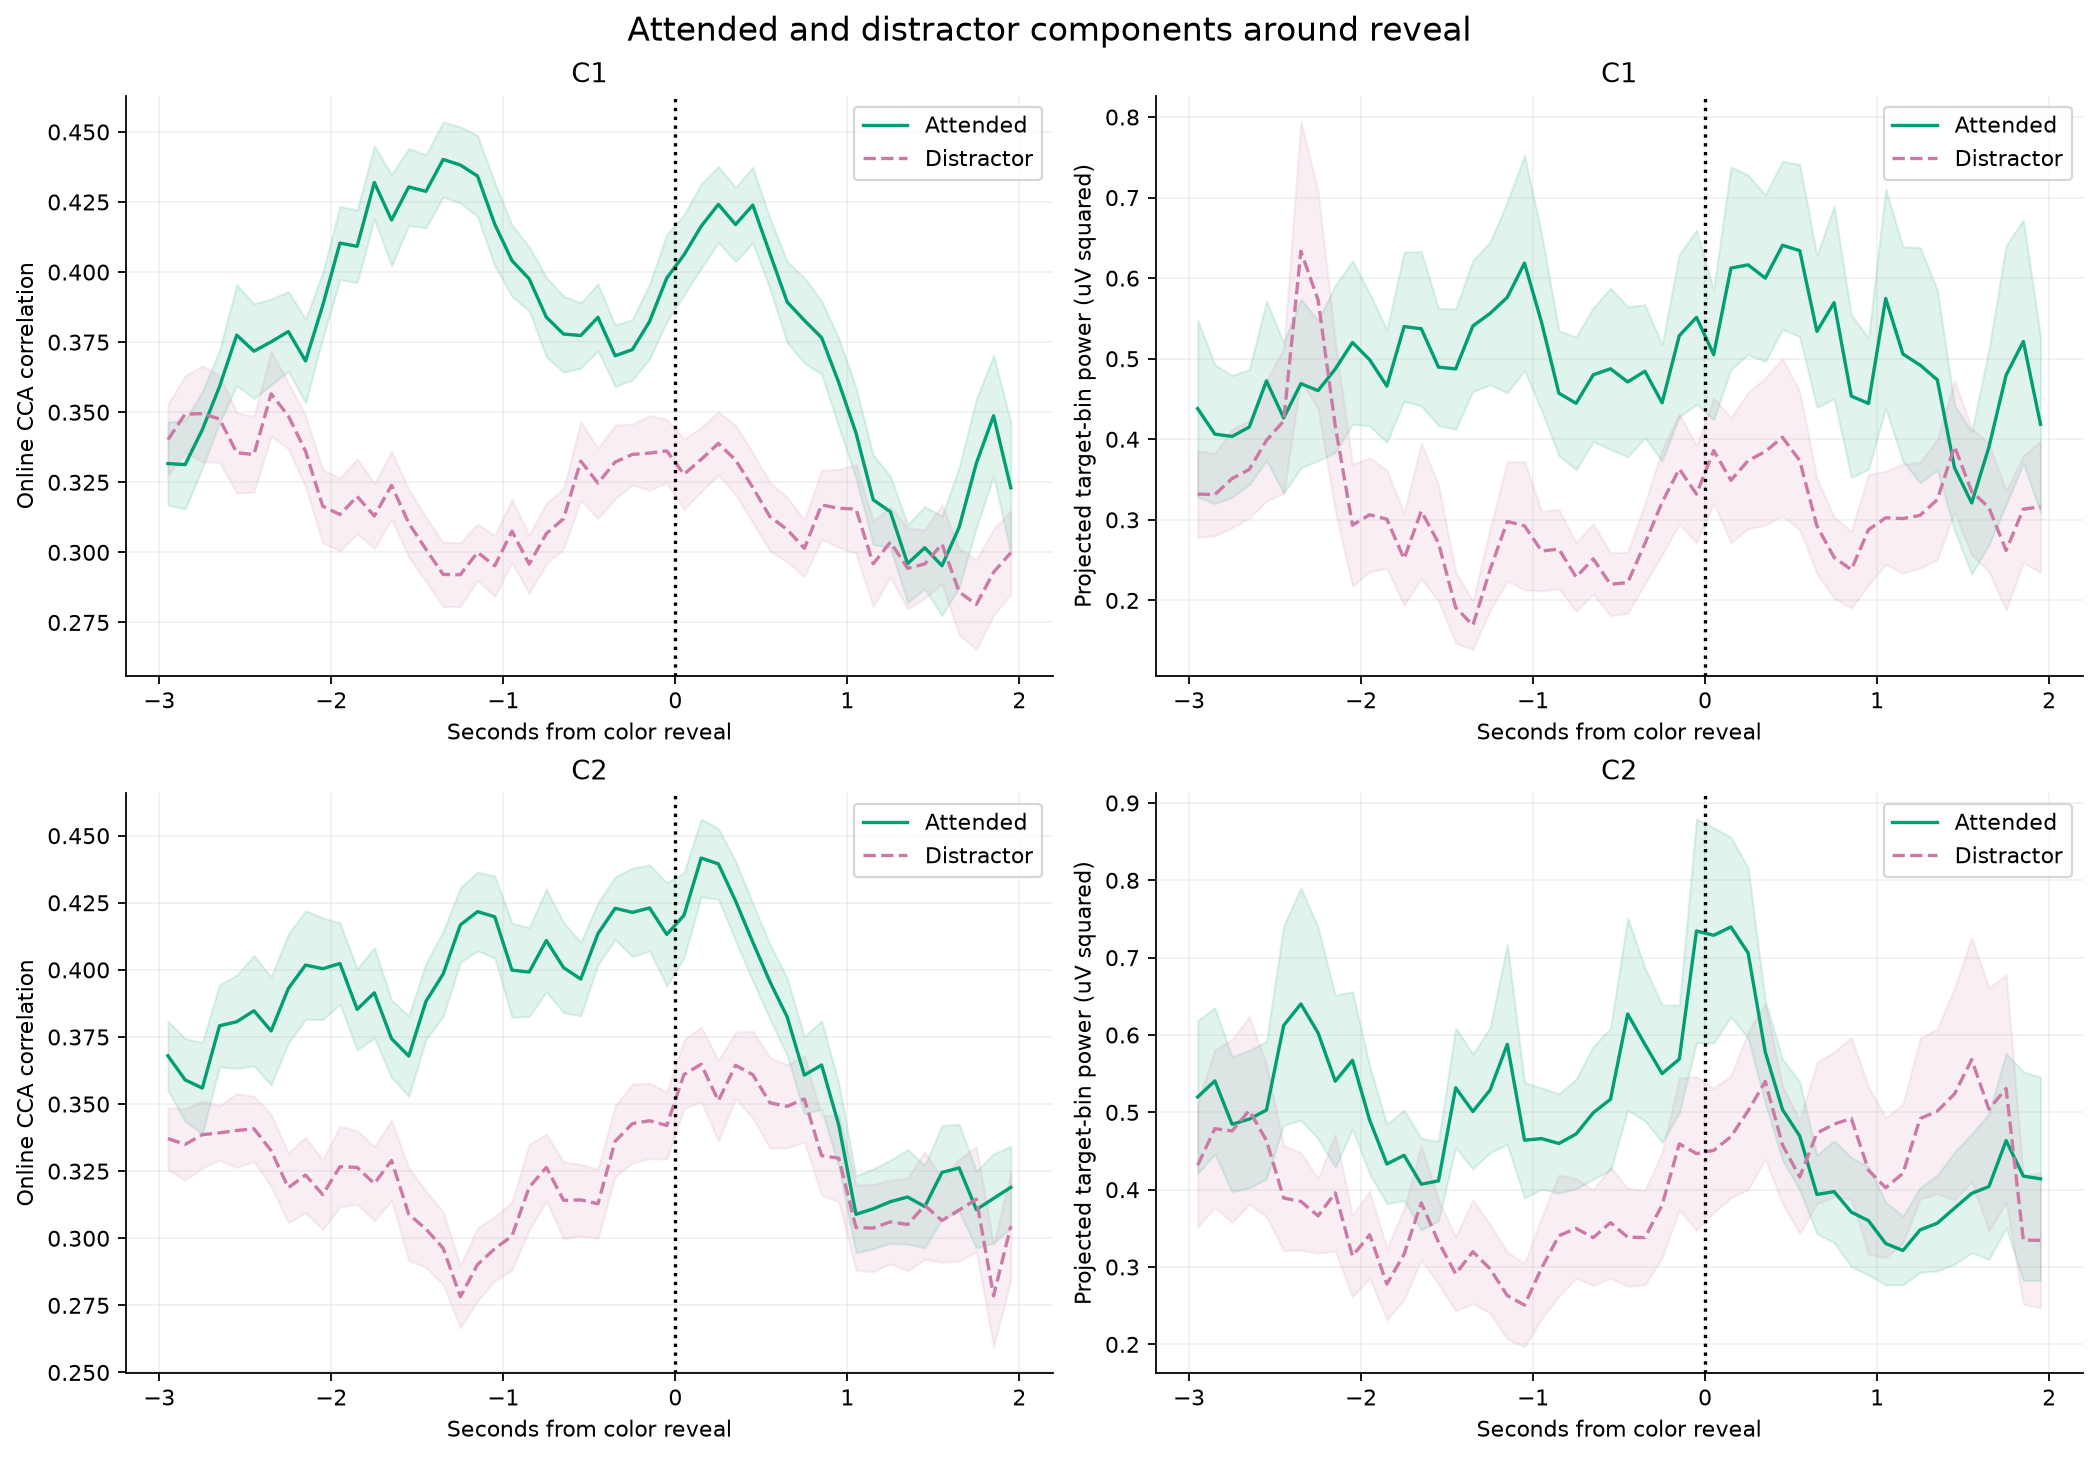 Attended and distractor components around reveal
C1
Online CCA correlation
0.450
0.425
0.400
0.375
0.350
0.325
0.300
0.275
−3
−2
−1
0
1
2
Seconds from color reveal
Attended
Distractor
C1
Projected target-bin power (uV squared)
0.8
0.7
0.6
0.5
0.4
0.3
0.2
−3
−2
−1
0
1
2
Seconds from color reveal
Attended
Distractor
C2
Online CCA correlation
0.450
0.425
0.400
0.375
0.350
0.325
0.300
0.275
0.250
−3
−2
−1
0
1
2
Seconds from color reveal
Attended
Distractor
C2
Projected target-bin power (uV squared)
0.9
0.8
0.7
0.6
0.5
0.4
0.3
0.2
−3
−2
−1
0
1
2
Seconds from color reveal
Attended
Distractor